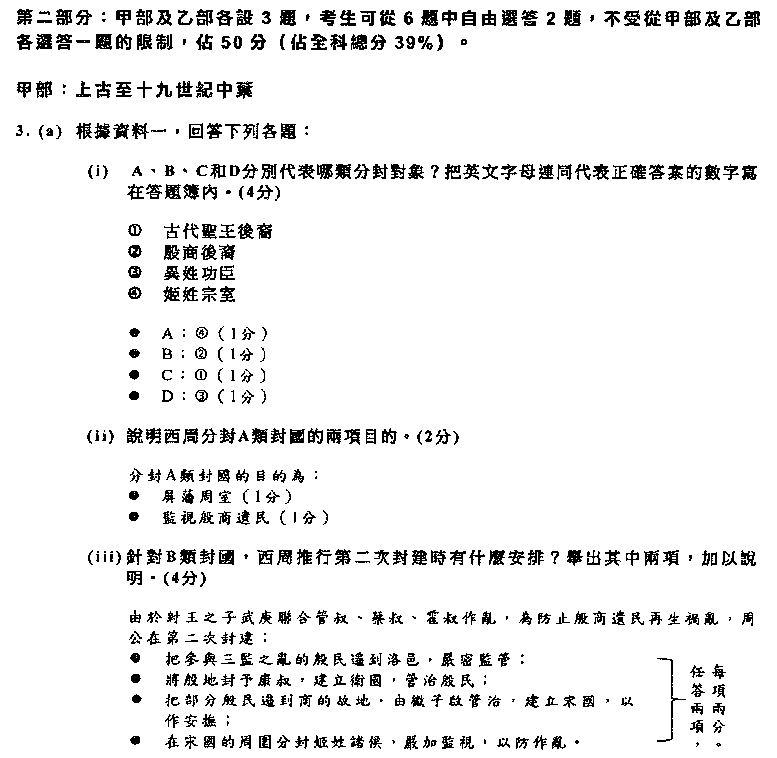 第二部分：甲部及乙部各設 3 題，考生可從 6 題中自由選答 2 題，不受從甲部及乙部
各選答一題的限制，佔 50 分（佔全科總分 39%）。
甲部：上古至十九世紀中葉
3. (a) 根據資料一，回答下列各題：
(i) A、B、C和D分別代表哪類分封對象？把英文字母連同代表正確答案的數字寫
在答題簿內。(4分)
① 古代聖王後裔
② 殷商後裔
③ 異姓功臣
④ 姬姓宗室
● A：④（1分）
● B：②（1分）
● C：①（1分）
● D：③（1分）
(ii) 說明西周分封A類封國的兩項目的。(2分)
分封A類封國的目的為：
● 屏藩周室（1分）
● 監視殷商遺民（1分）
(iii) 針對B類封國，西周推行第二次封建時有什麼安排？舉出其中兩項，加以說
明。(4分)
由於紂王之子武庚聯合管叔、蔡叔、霍叔作亂，為防止殷商遺民再生禍亂，周
公在第二次封建：
● 把參與三監之亂的殷民遷到洛邑，嚴密監管；
● 將殷地封予康叔，建立衛國，管治殷民；
● 把部分殷民遷到商的故地，由微子啟管治，建立宋國，以
作安撫；
● 在宋國的周圍分封姬姓諸侯，嚴加監視，以防作亂。
每項兩分。
任答兩項，